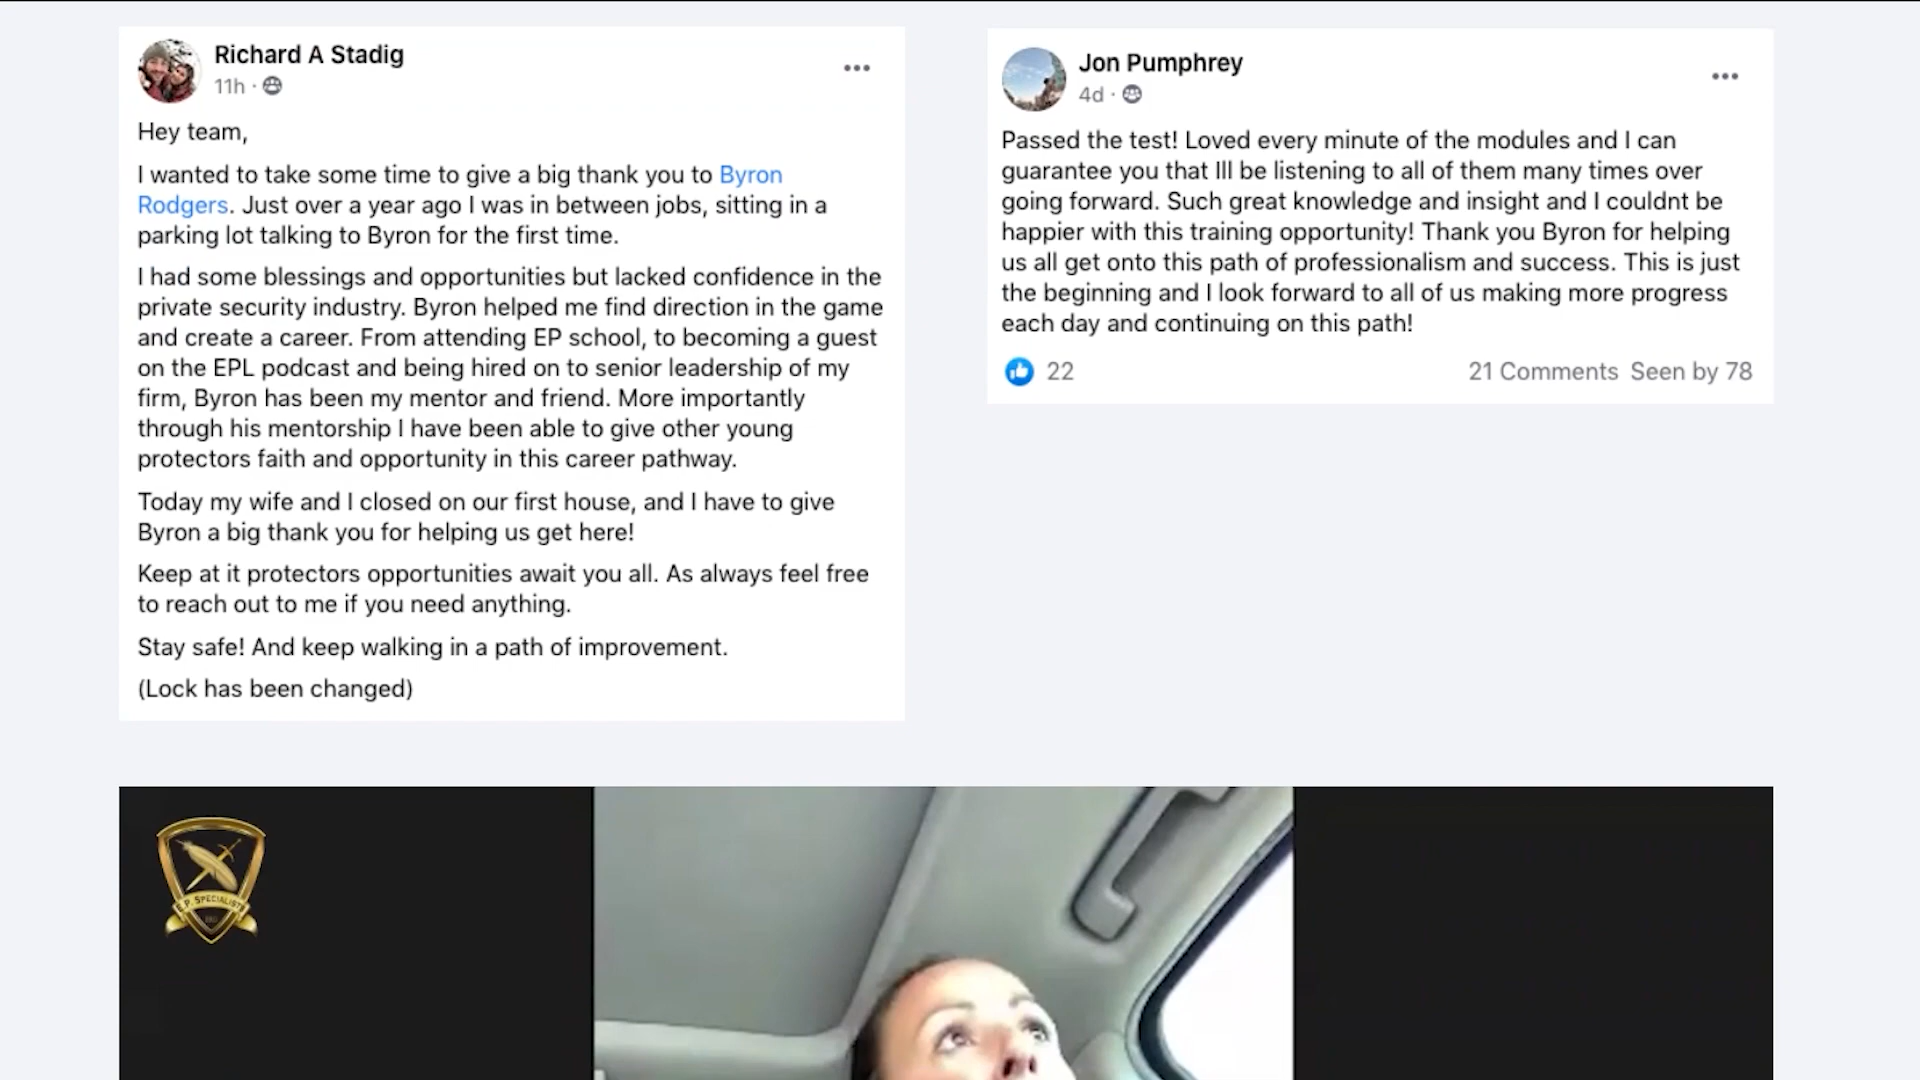 Richard A Stadig
11h ·
Hey team,
I wanted to take some time to give a big thank you to Byron
Rodgers. Just over a year ago I was in between jobs, sitting in a
parking lot talking to Byron for the first time.
I had some blessings and opportunities but lacked confidence in the
private security industry. Byron helped me find direction in the game
and create a career. From attending EP school, to becoming a guest
on the EPL podcast and being hired on to senior leadership of my
firm, Byron has been my mentor and friend. More importantly
through his mentorship I have been able to give other young
protectors faith and opportunity in this career pathway.
Today my wife and I closed on our first house, and I have to give
Byron a big thank you for helping us get here!
Keep at it protectors opportunities await you all. As always feel free
to reach out to me if you need anything.
Stay safe! And keep walking in a path of improvement.
(Lock has been changed)
Jon Pumphrey
4d ·
Passed the test! Loved every minute of the modules and I can
guarantee you that Ill be listening to all of them many times over
going forward. Such great knowledge and insight and I couldnt be
happier with this training opportunity! Thank you Byron for helping
us all get onto this path of professionalism and success. This is just
the beginning and I look forward to all of us making more progress
each day and continuing on this path!
22
21 Comments Seen by 78
E.P. SPECIALIST